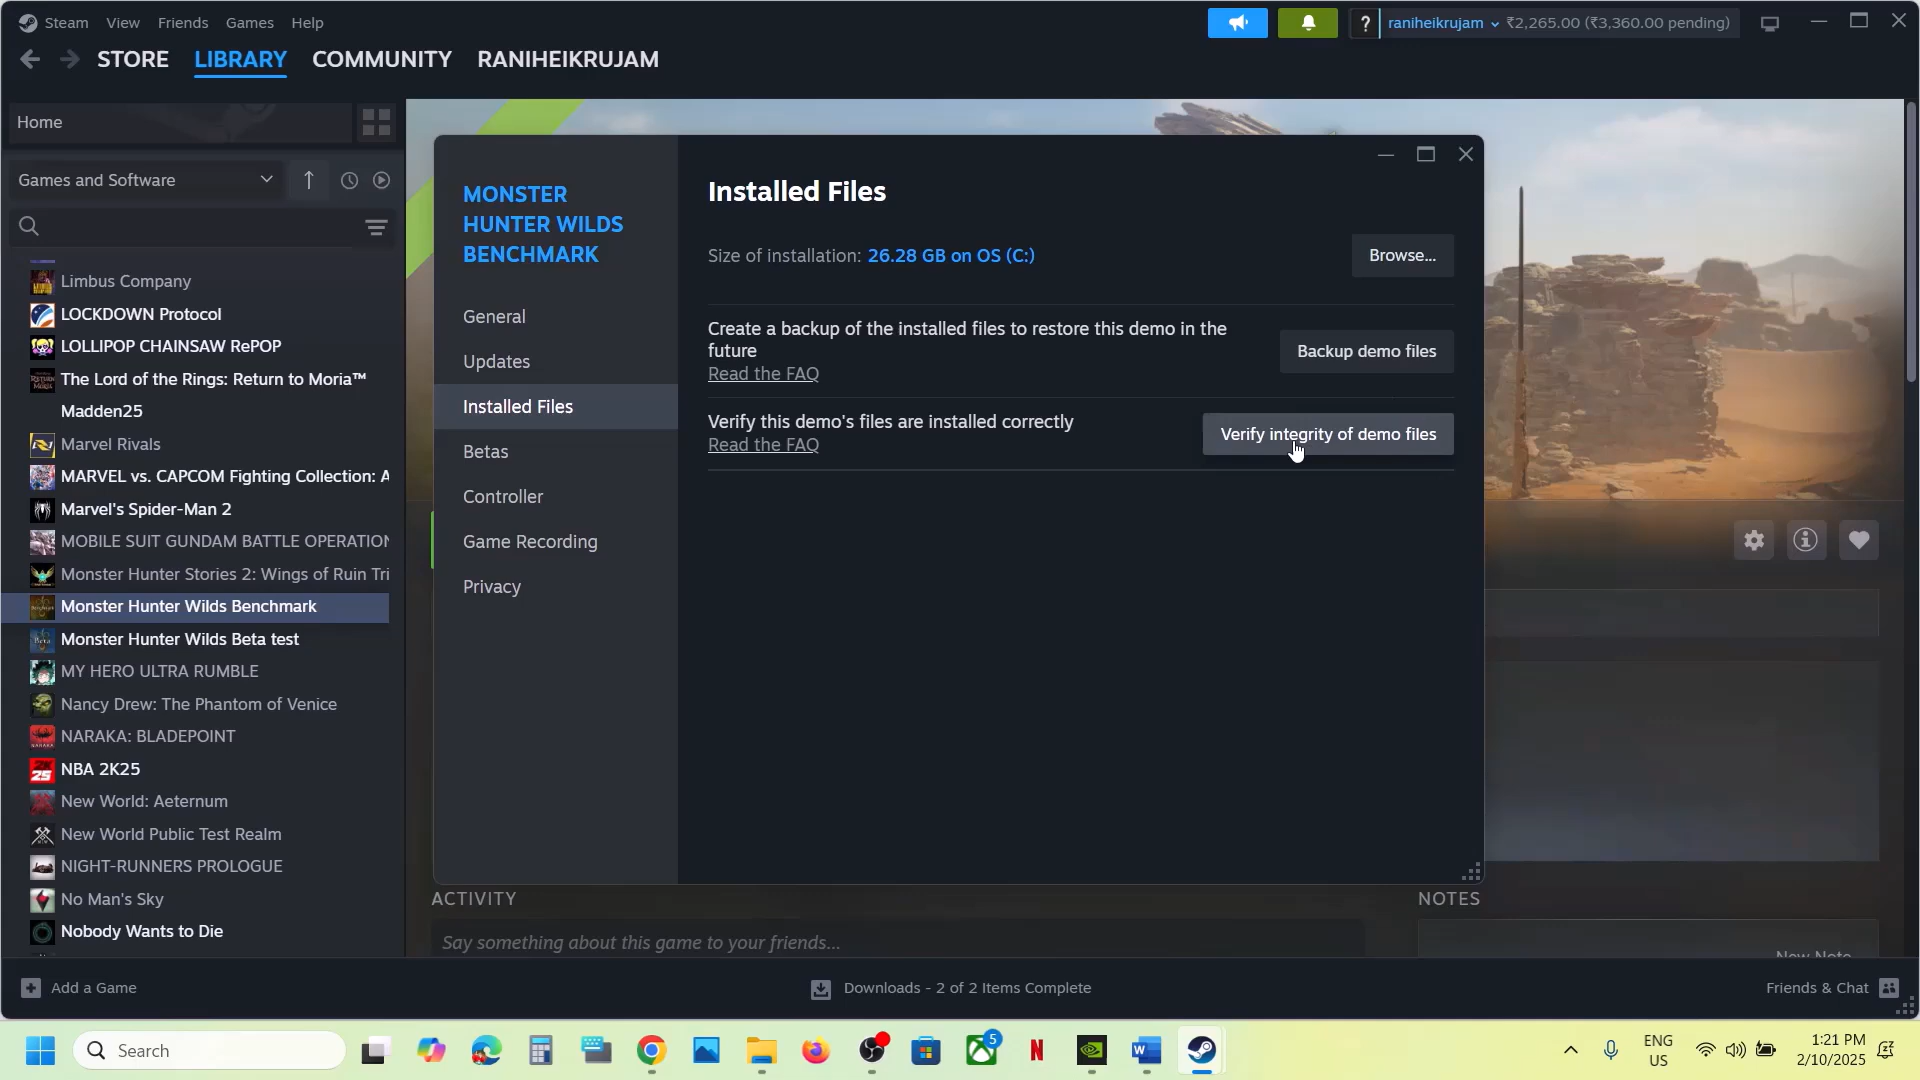 Steam View Friends Games Help
raniheikrujam ₹2,265.00 (₹3,360.00 pending)
STORE LIBRARY COMMUNITY RANIHEIKRUJAM
Home
Games and Software
Limbus Company
LOCKDOWN Protocol
LOLLIPOP CHAINSAW RePOP
The Lord of the Rings: Return to Moria™
Madden25
Marvel Rivals
MARVEL vs. CAPCOM Fighting Collection: A
Marvel's Spider-Man 2
MOBILE SUIT GUNDAM BATTLE OPERATION
Monster Hunter Stories 2: Wings of Ruin Tri
Monster Hunter Wilds Benchmark
Monster Hunter Wilds Beta test
MY HERO ULTRA RUMBLE
Nancy Drew: The Phantom of Venice
NARAKA: BLADEPOINT
NBA 2K25
New World: Aeternum
New World Public Test Realm
NIGHT-RUNNERS PROLOGUE
No Man's Sky
Nobody Wants to Die
MONSTER
HUNTER WILDS
BENCHMARK
General
Updates
Installed Files
Betas
Controller
Game Recording
Privacy
Installed Files
Size of installation: 26.28 GB on OS (C:)
Browse...
Create a backup of the installed files to restore this demo in the
future
Read the FAQ
Backup demo files
Verify this demo's files are installed correctly
Read the FAQ
Verify integrity of demo files
ACTIVITY
Say something about this game to your friends...
NOTES
New Note
Add a Game
Downloads - 2 of 2 Items Complete
Friends & Chat
Search
5
ENG
US
1:21 PM
2/10/2025